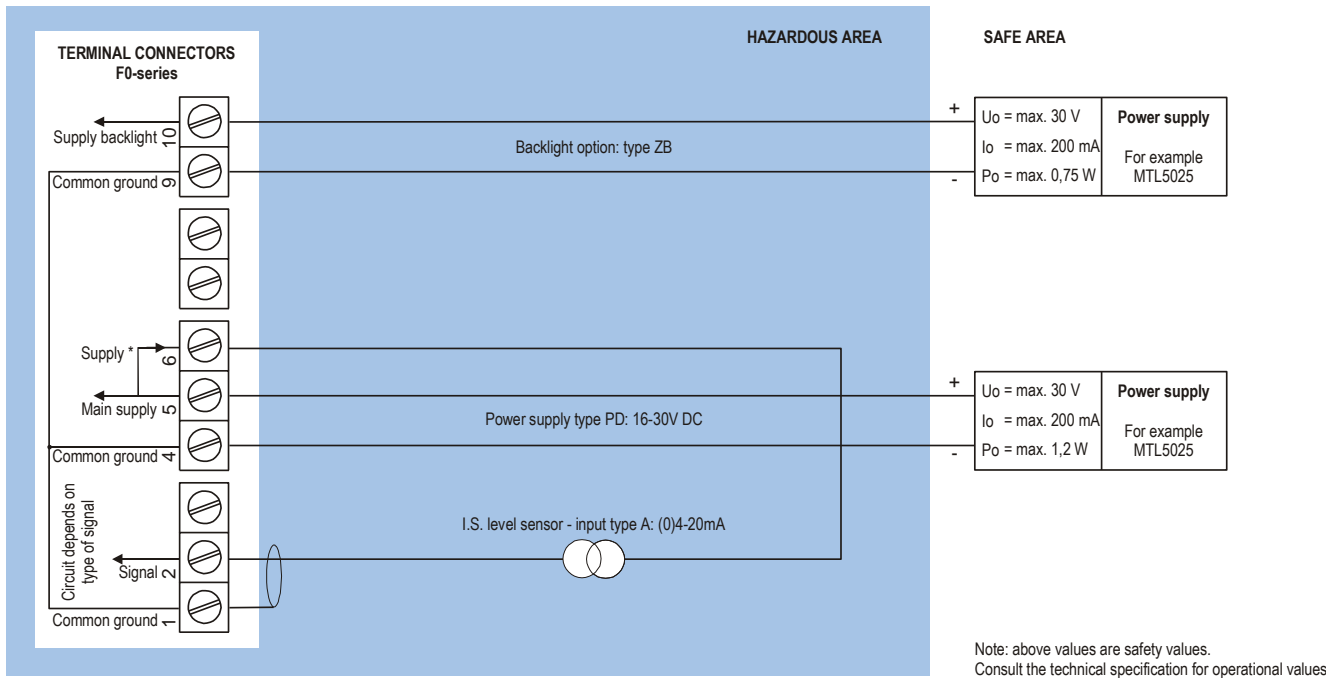 HAZARDOUS AREA
SAFE AREA
TERMINAL CONNECTORS
F0-series
Supply backlight 10
Common ground 9
Backlight option: type ZB
+
-
Uo = max. 30 V
Io = max. 200 mA
Po = max. 0,75 W
Power supply
For example
MTL5025
Supply * 6
Main supply 5
Common ground 4
Power supply type PD: 16-30V DC
+
-
Uo = max. 30 V
Io = max. 200 mA
Po = max. 1,2 W
Power supply
For example
MTL5025
Circuit depends on
type of signal
Signal 2
Common ground 1
I.S. level sensor - input type A: (0)4-20mA
Note: above values are safety values.
Consult the technical specification for operational values